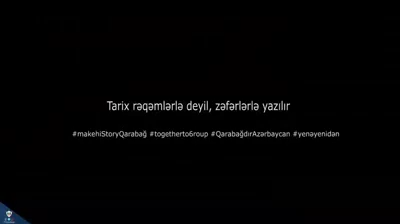 Tarix rəqəmlərlə deyil, zəfərlərlə yazılır
#makehiStoryQarabağ #togetherto6roup #QarabağdırAzərbaycan #yenəyenidən